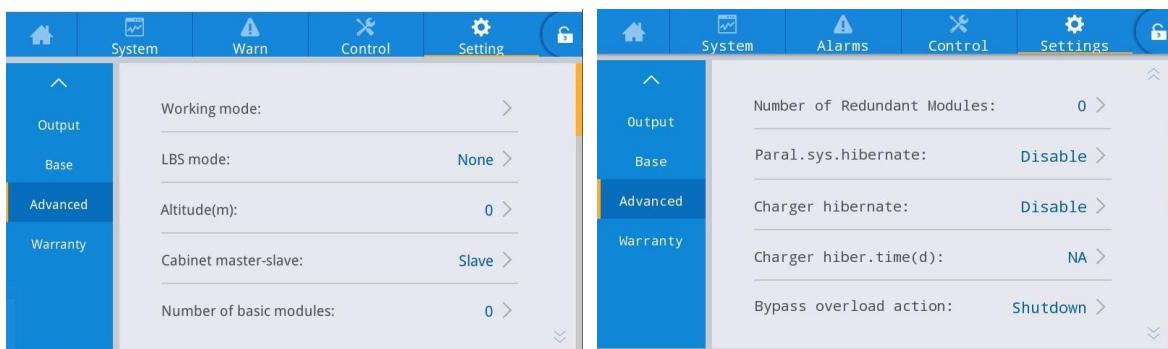 System Warn Control Setting
Output
Base
Advanced
Warranty
Working mode:
LBS mode: None
Altitude(m): 0
Cabinet master-slave: Slave
Number of basic modules: 0
System Alarms Control Settings
Output
Base
Advanced
Warranty
Number of Redundant Modules: 0
Paral.sys.hibernate: Disable
Charger hibernate: Disable
Charger hiber.time(d): NA
Bypass overload action: Shutdown